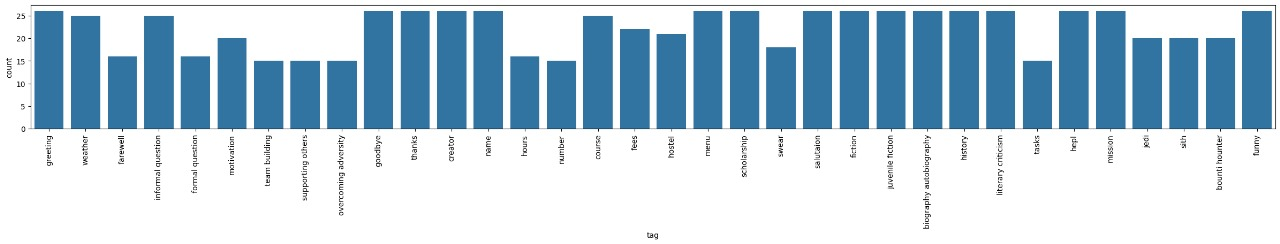 25
20
15
10
5
0
count
greeting
weather
farewell
informal question
formal question
motivation
team building
supporting others
overcoming adversity
goodbye
thanks
creator
name
hours
number
course
fees
hostel
menu
scholarship
swear
salutaion
fiction
juvenile fiction
biography autobiography
history
literary criticism
tasks
mission
jedi
sith
bounti hounter
funny
tag